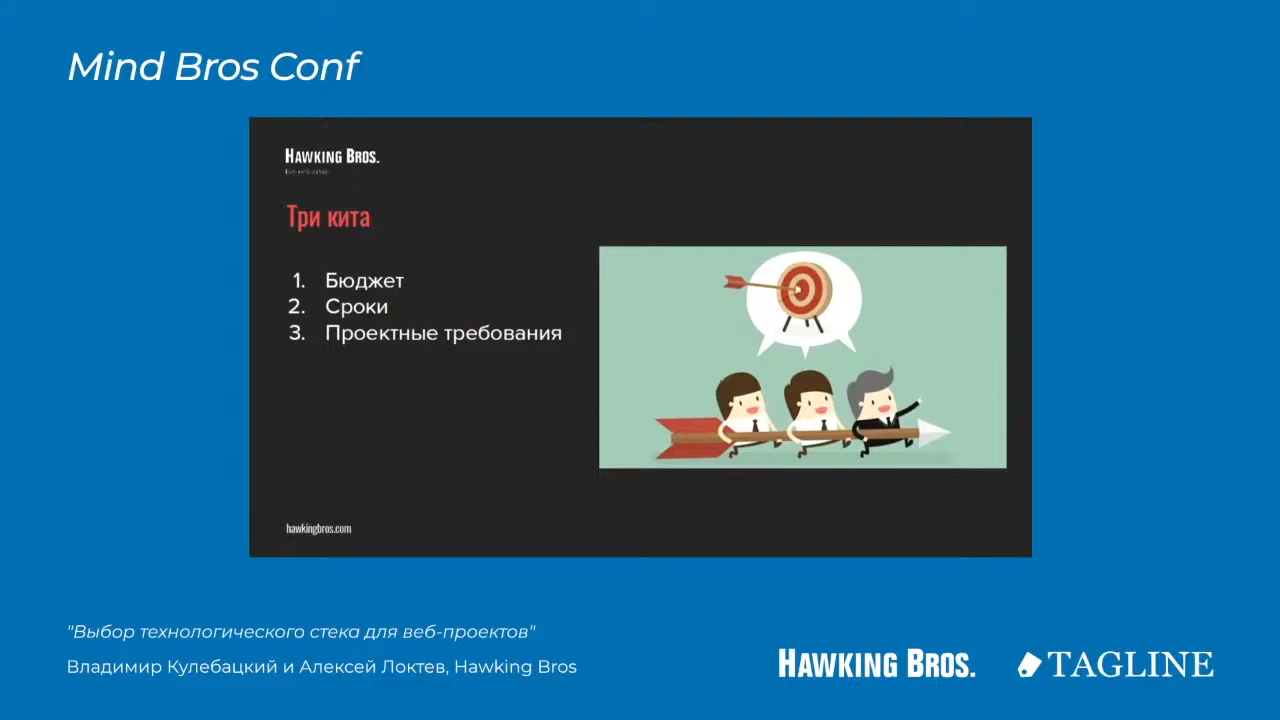 Mind Bros Conf
HAWKING BROS.
Три кита
1. Бюджет
2. Сроки
3. Проектные требования
hawkingbros.com
"Выбор технологического стека для веб-проектов"
Владимир Кулебацкий и Алексей Локтев, Hawking Bros
HAWKING BROS.
TAGLINE